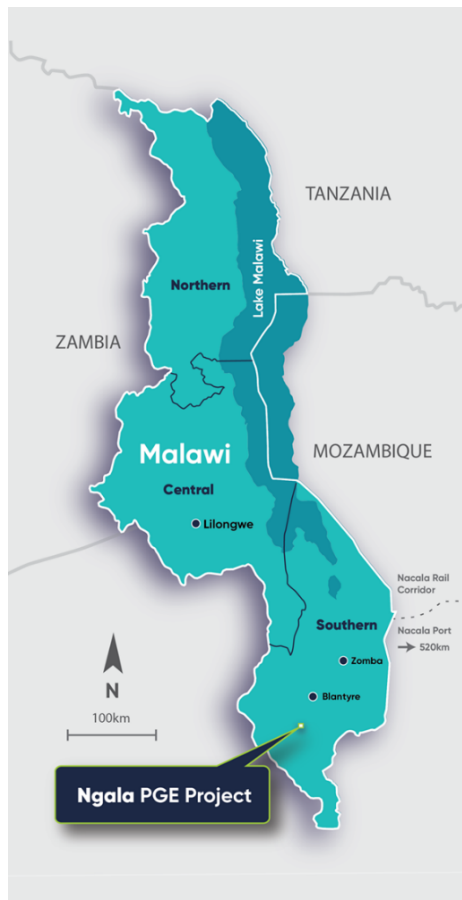 TANZANIA
Lake Malawi
Northern
ZAMBIA
Malawi
MOZAMBIQUE
Central
Lilongwe
Nacala Rail
Corridor
Southern
Nacala Port
520km
Zomba
N
Blantyre
100km
Ngala PGE Project